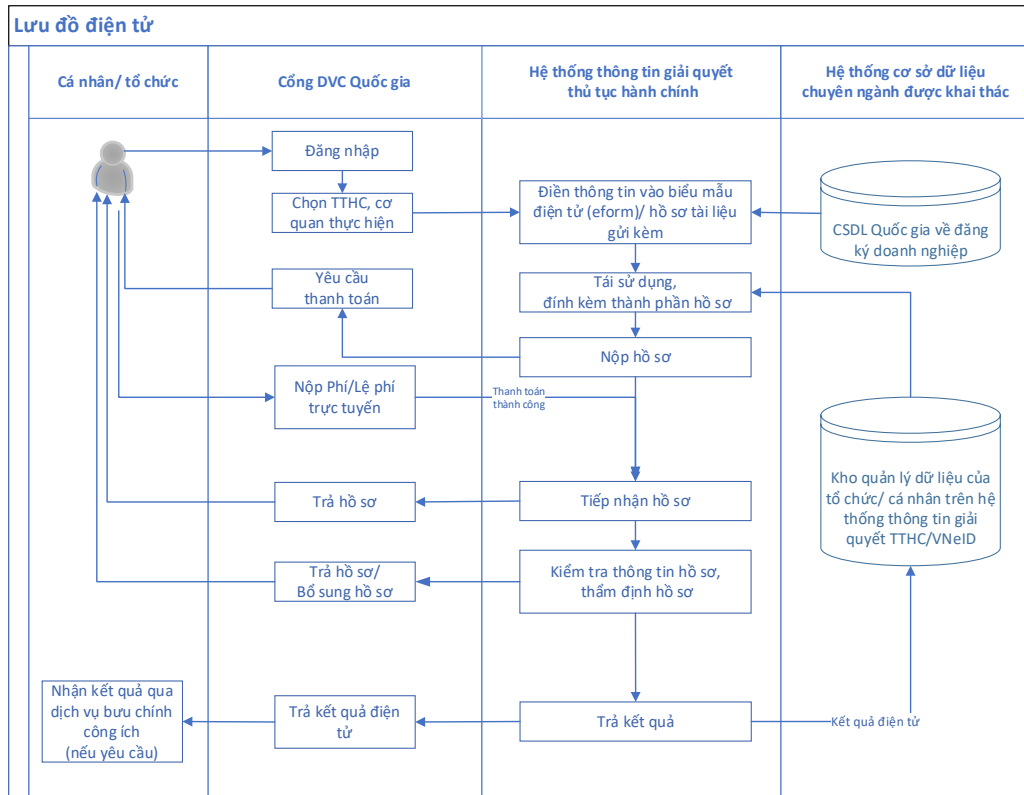 Lưu đồ điện tử
Cá nhân/ tổ chức
Cổng DVC Quốc gia
Hệ thống thông tin giải quyết
thủ tục hành chính
Hệ thống cơ sở dữ liệu
chuyên ngành được khai thác
Đăng nhập
Chọn TTHC, cơ
quan thực hiện
Điền thông tin vào biểu mẫu
điện tử (eform)/ hồ sơ tài liệu
gửi kèm
CSDL Quốc gia về đăng
ký doanh nghiệp
Yêu cầu
thanh toán
Tái sử dụng,
đính kèm thành phần hồ sơ
Nộp hồ sơ
Nộp Phí/Lệ phí
trực tuyến
Thanh toán
thành công
Trả hồ sơ
Tiếp nhận hồ sơ
Kho quản lý dữ liệu của
tổ chức/ cá nhân trên hệ
thống thông tin giải
quyết TTHC/VNeID
Trả hồ sơ/
Bổ sung hồ sơ
Kiểm tra thông tin hồ sơ,
thẩm định hồ sơ
Nhận kết quả qua
dịch vụ bưu chính
công ích
(nếu yêu cầu)
Trả kết quả điện
tử
Trả kết quả
Kết quả điện tử